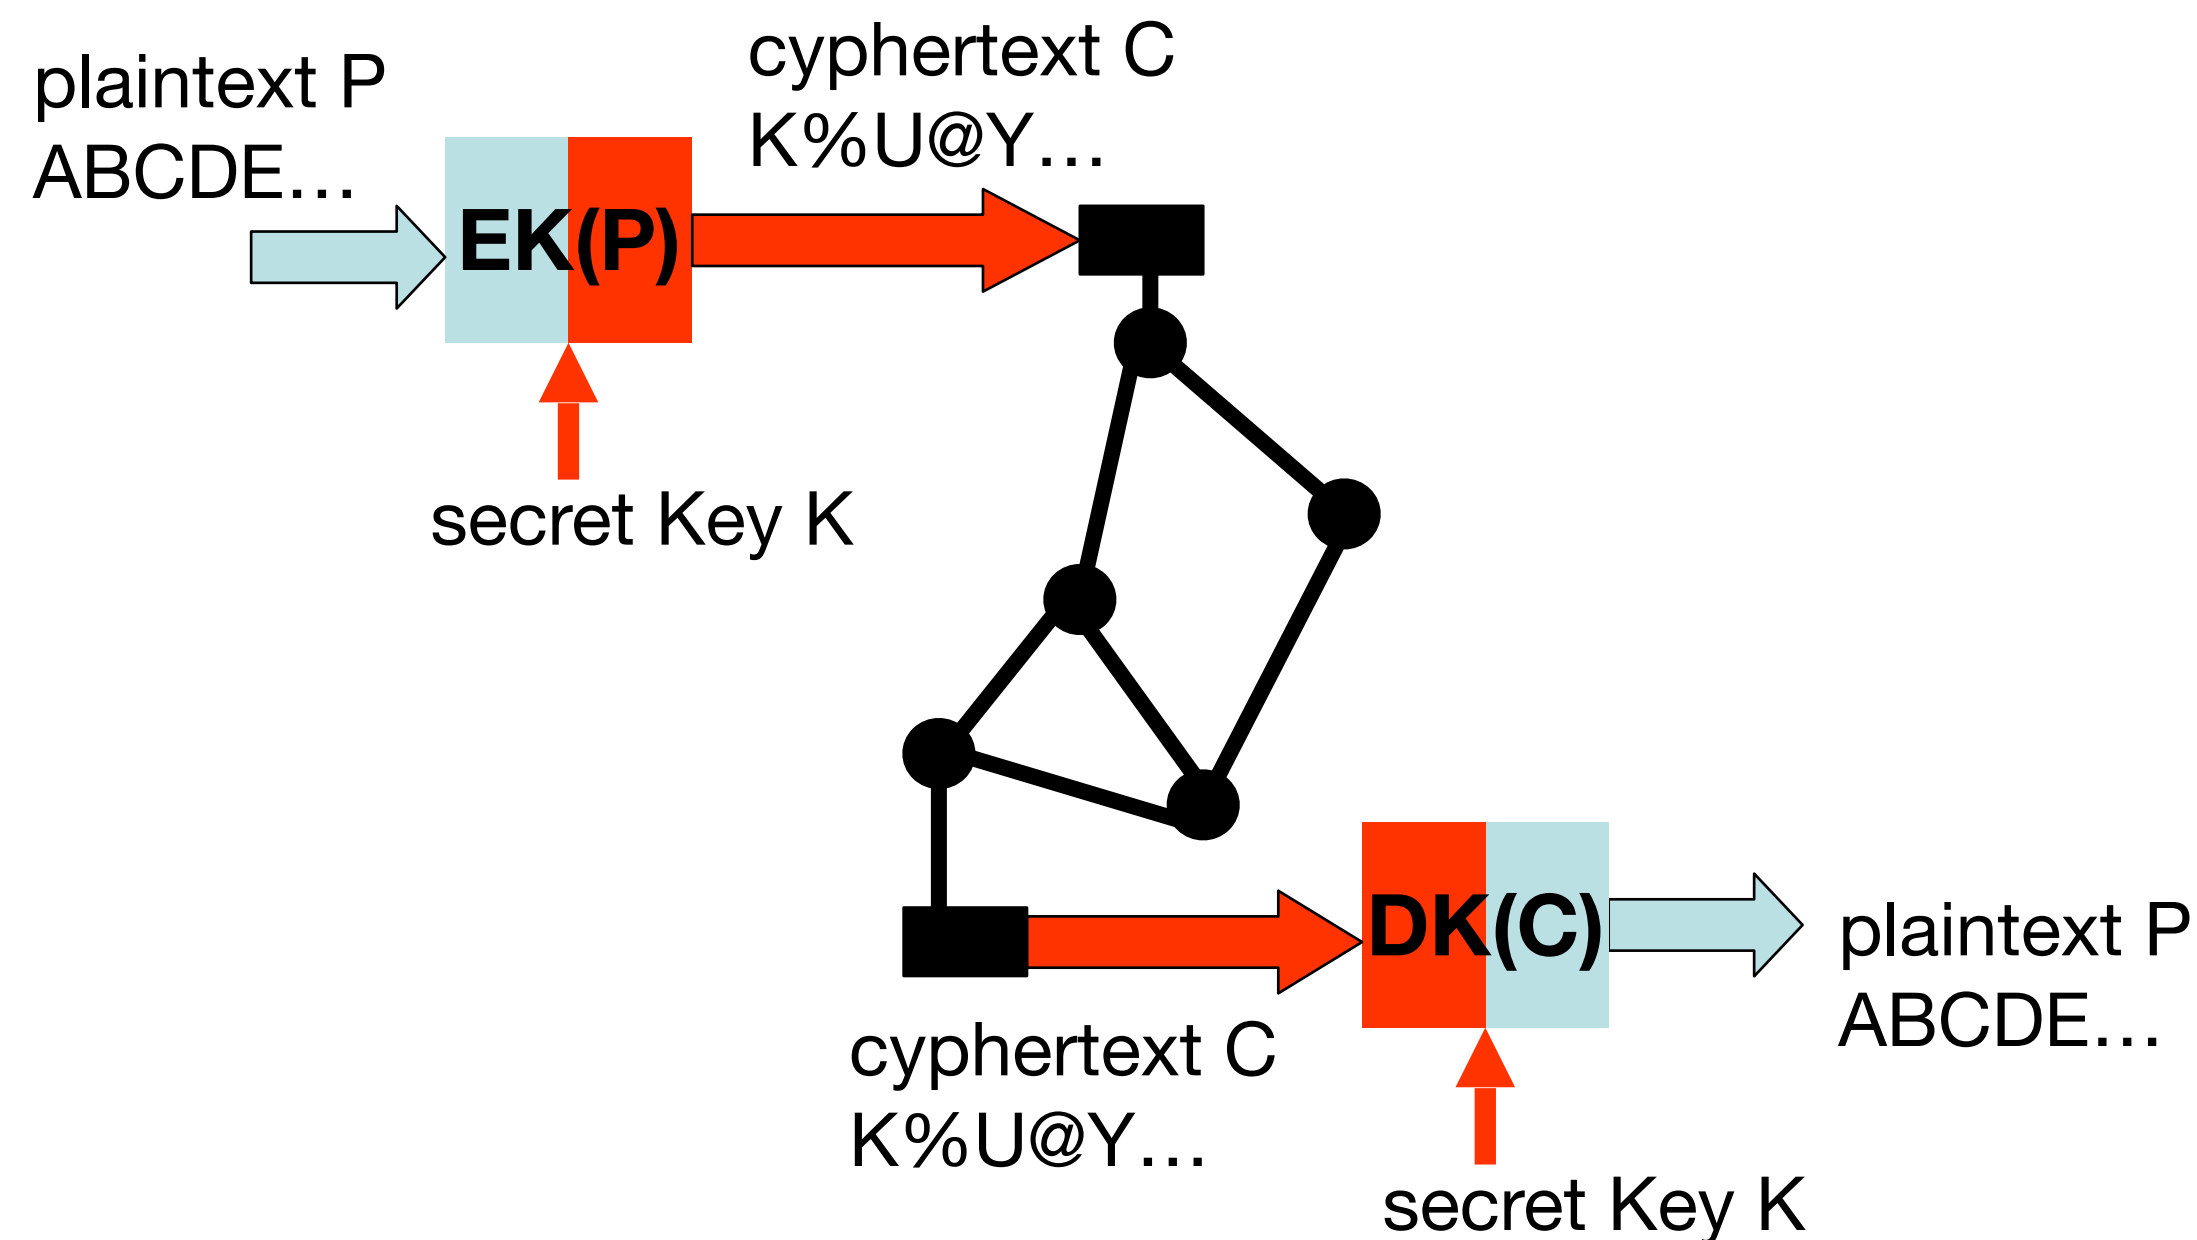 plaintext P
ABCDE…
cyphertext C
K%U@Y…
EK(P)
secret Key K
DK(C)
plaintext P
ABCDE…
cyphertext C
K%U@Y…
secret Key K